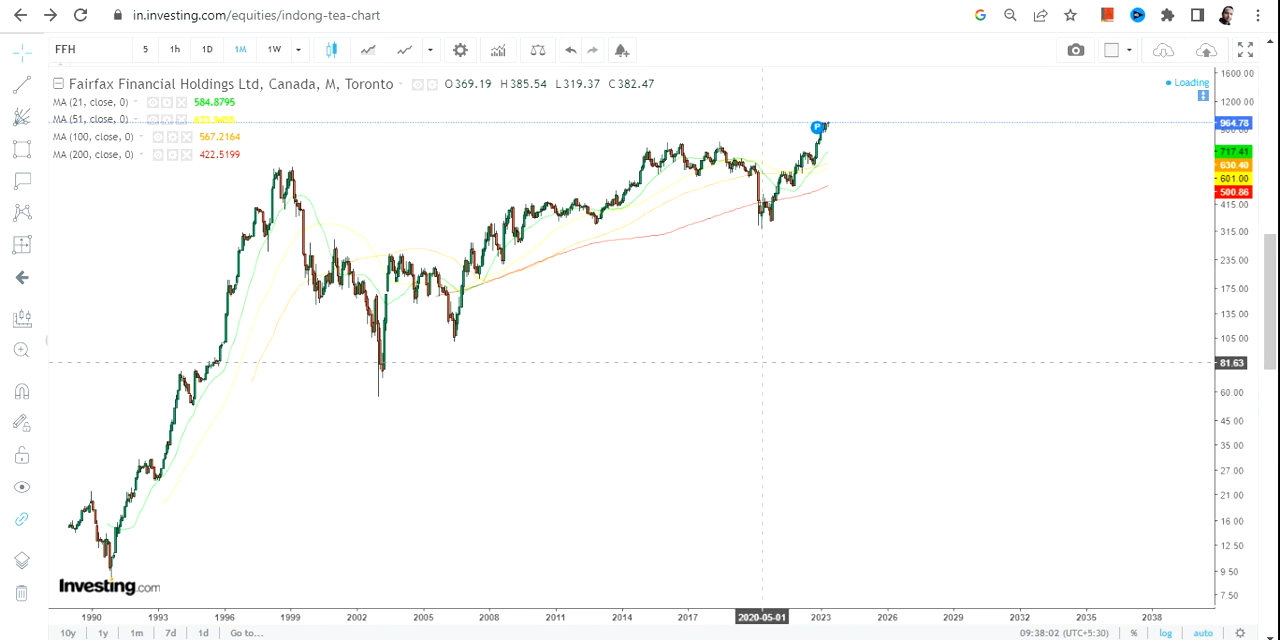 in.investing.com/equities/indong-tea-chart
FFH 5 1h 1D 1M 1W
Fairfax Financial Holdings Ltd, Canada, M, Toronto O369.19 H385.54 L319.37 C382.47
Loading
MA (21, close, 0) 584.8795
MA (51, close, 0)
MA (100, close, 0) 567.2164
MA (200, close, 0) 422.5199
P
1600.00
1200.00
964.78
717.41
630.40
601.00
500.86
415.00
315.00
235.00
175.00
135.00
105.00
81.63
60.00
45.00
35.00
27.00
21.00
16.00
12.50
9.50
7.50
Investing.com
1990 1993 1996 1999 2002 2005 2008 2011 2014 2017 2020-05-01 2023 2026 2029 2032 2035 2038
10y 1y 1m 7d 1d Go to... 09:38:02 (UTC+5:30) % log auto